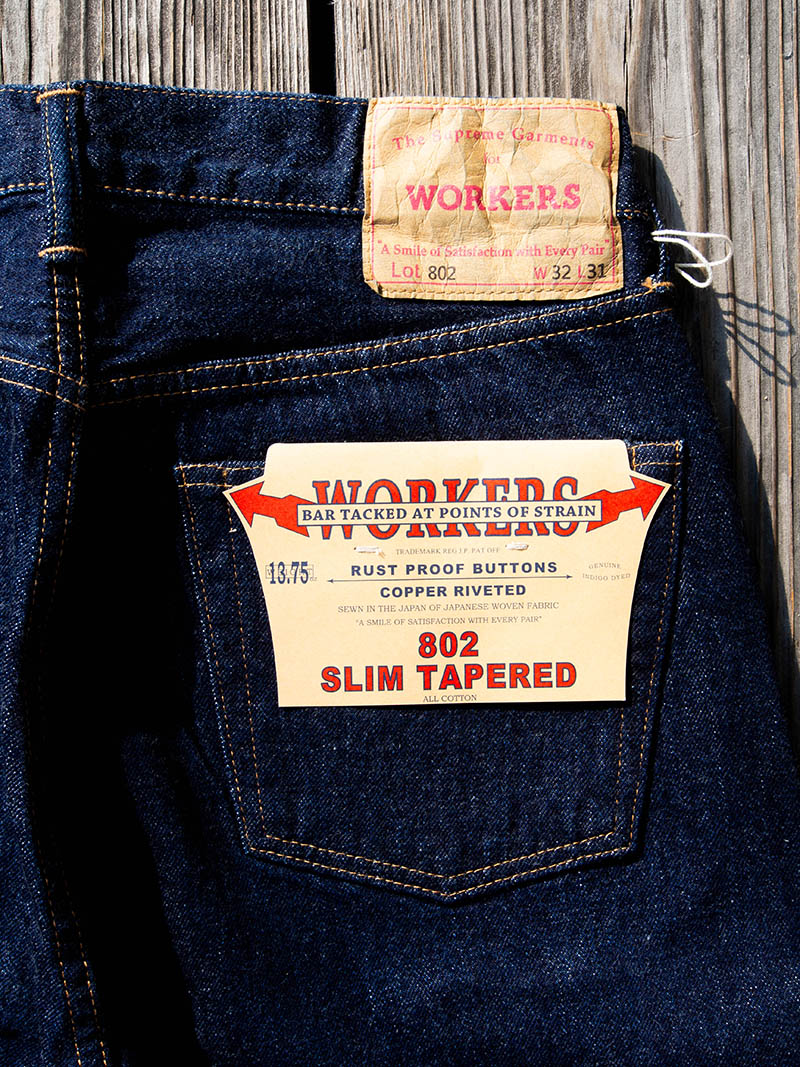 The Supreme Garments
for
WORKERS
"A Smile of Satisfaction with Every Pair"
Lot 802 W 32 L 31
WORKERS
BAR TACKED AT POINTS OF STRAIN
TRADEMARK REG J.P. PAT OFF
13.75 oz
RUST PROOF BUTTONS
GENUINE
INDIGO DYED
COPPER RIVETED
SEWN IN THE JAPAN OF JAPANESE WOVEN FABRIC
"A SMILE OF SATISFACTION WITH EVERY PAIR"
802
SLIM TAPERED
ALL COTTON